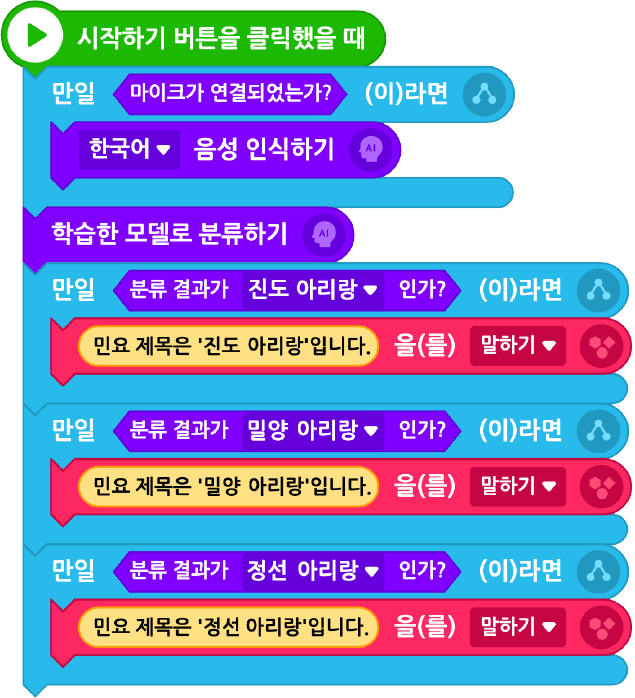 시작하기 버튼을 클릭했을 때
만일 마이크가 연결되었는가? (이)라면
한국어 음성 인식하기 AI
학습한 모델로 분류하기 AI
만일 분류 결과가 진도 아리랑 인가? (이)라면
민요 제목은 '진도 아리랑'입니다. 을(를) 말하기
만일 분류 결과가 밀양 아리랑 인가? (이)라면
민요 제목은 '밀양 아리랑'입니다. 을(를) 말하기
만일 분류 결과가 정선 아리랑 인가? (이)라면
민요 제목은 '정선 아리랑'입니다. 을(를) 말하기